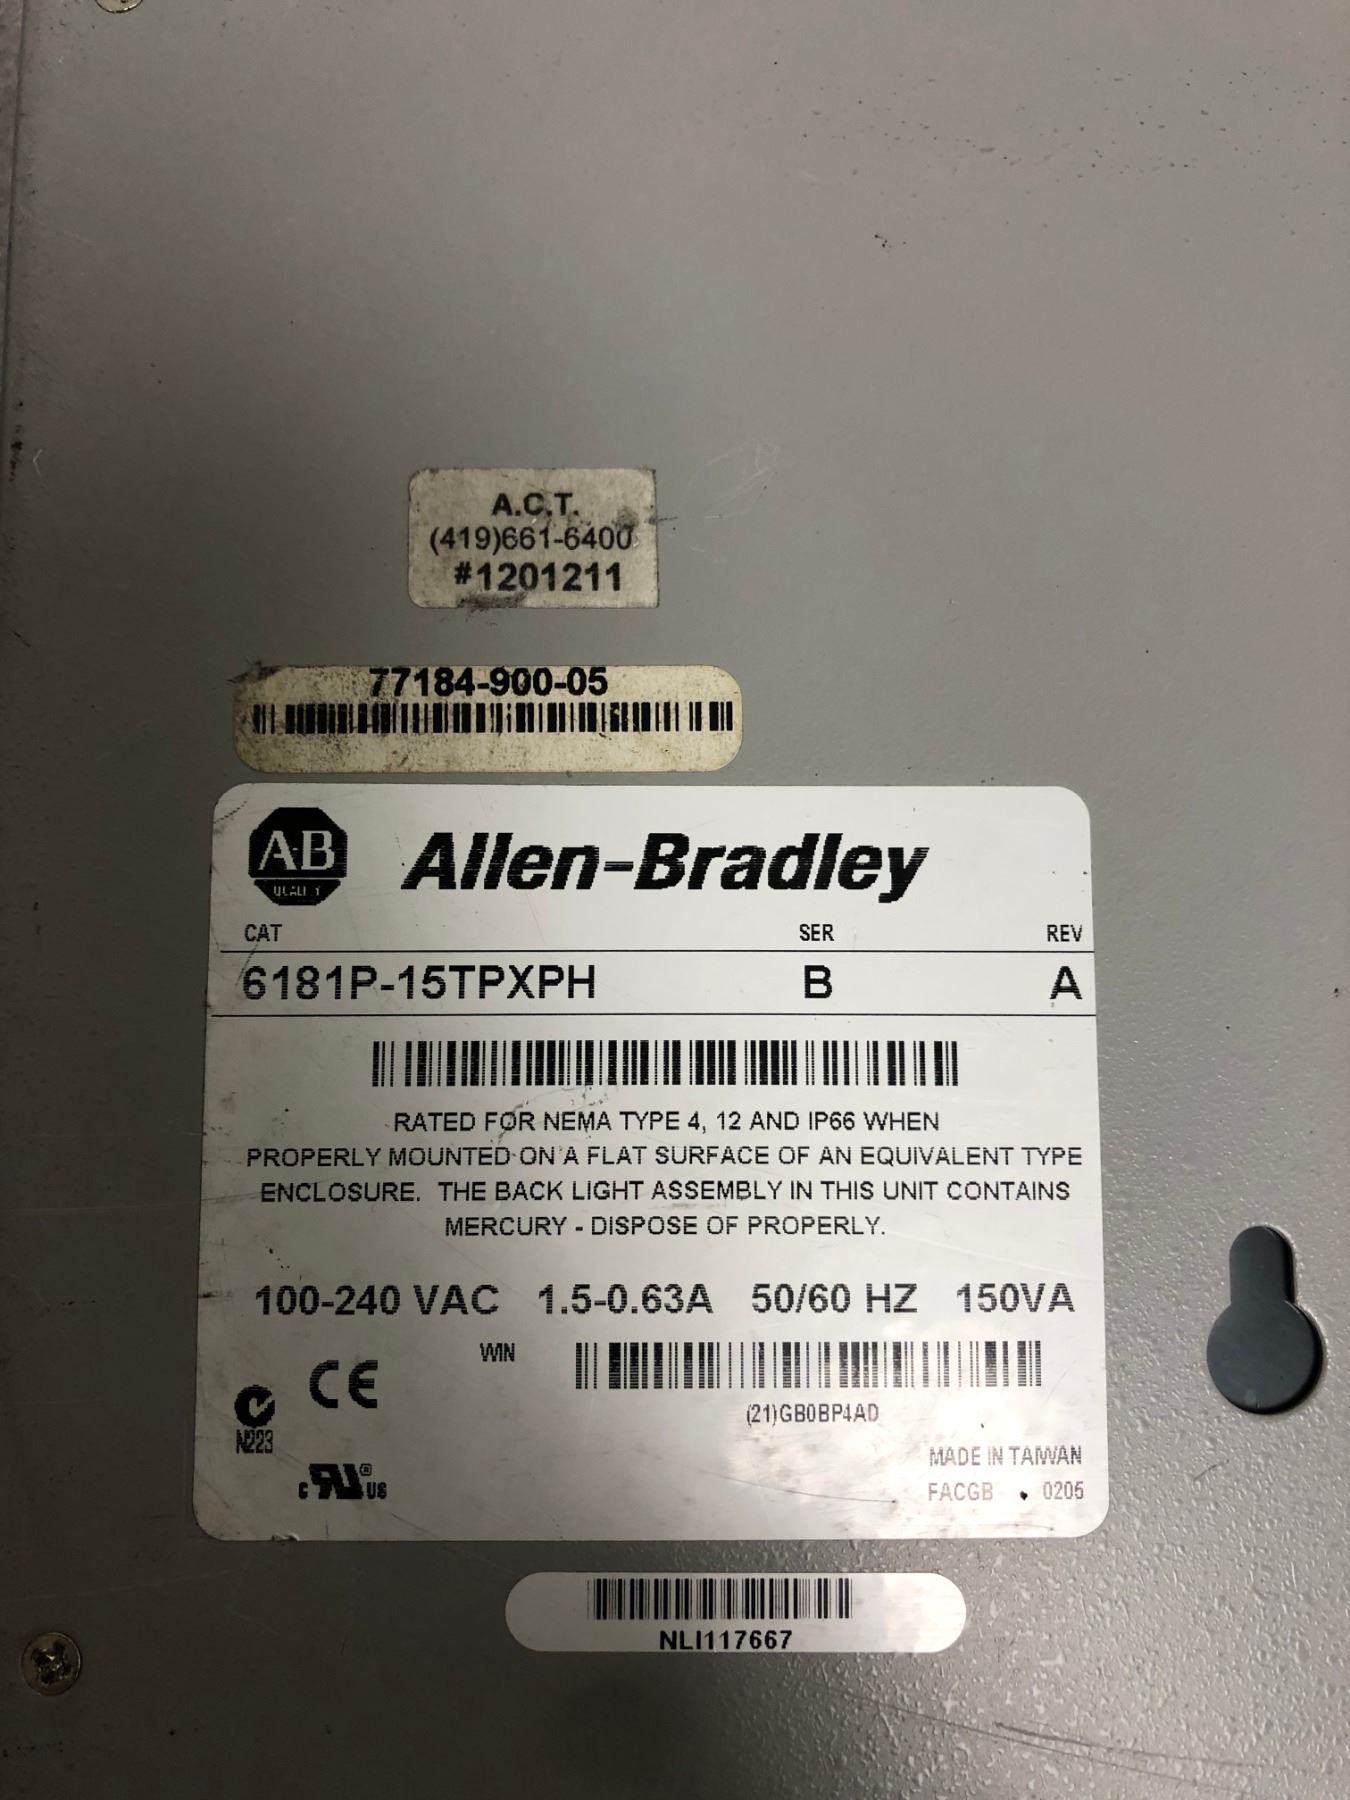 A.C.T.
(419)661-6400
#1201211
77184-900-05
A-B
QUALITY
Allen-Bradley
CAT SER REV
6181P-15TPXPH B A
RATED FOR NEMA TYPE 4, 12 AND IP66 WHEN
PROPERLY MOUNTED ON A FLAT SURFACE OF AN EQUIVALENT TYPE
ENCLOSURE. THE BACK LIGHT ASSEMBLY IN THIS UNIT CONTAINS
MERCURY - DISPOSE OF PROPERLY.
100-240 VAC 1.5-0.63A 50/60 HZ 150VA
WIN
(21)GB0BP4AD
CE
N223
C RU ® US
MADE IN TAIWAN
FACGB 0205
NLI117667